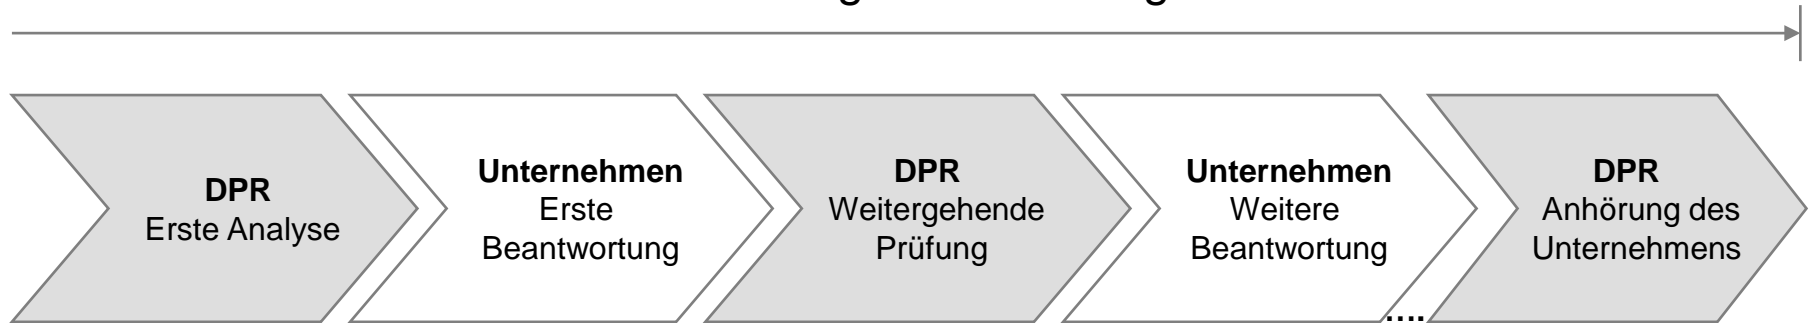 DPR
Erste Analyse
Unternehmen
Erste
Beantwortung
DPR
Weitergehende
Prüfung
Unternehmen
Weitere
Beantwortung
....
DPR
Anhörung des
Unternehmens